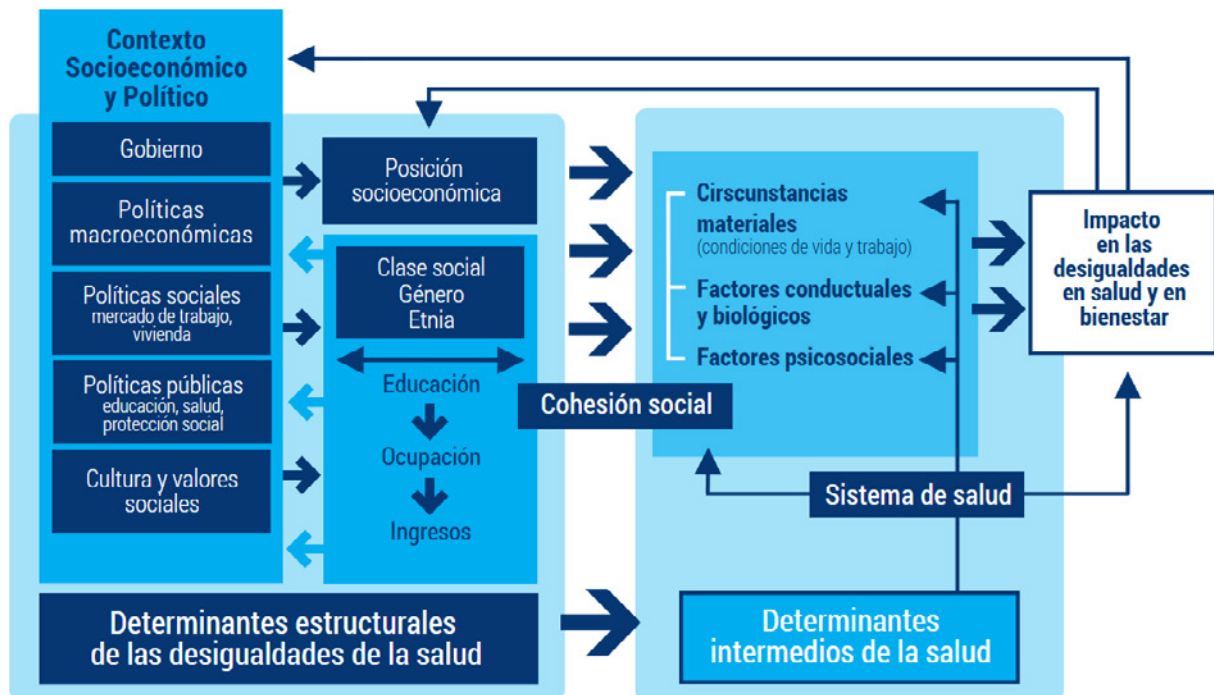 Contexto
Socioeconómico
y Político
Gobierno
Políticas
macroeconómicas
Políticas sociales
mercado de trabajo,
vivienda
Políticas públicas
educación, salud,
protección social
Cultura y valores
sociales
Posición
socioeconómica
Clase social
Género
Etnia
Educación
Ocupación
Ingresos
Determinantes estructurales
de las desigualdades de la salud
Cohesión social
Cirscunstancias
materiales
(condiciones de vida y trabajo)
Factores conductuales
y biológicos
Factores psicosociales
Sistema de salud
Determinantes
intermedios de la salud
Impacto
en las
desigualdades
en salud y en
bienestar